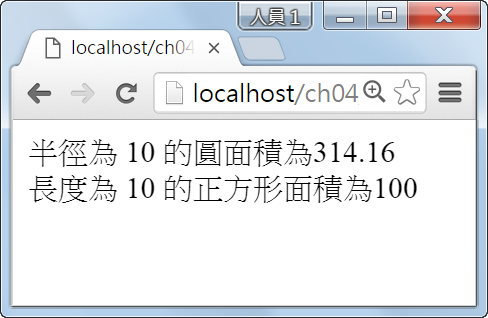 人員 1
localhost/ch04
localhost/ch04
半徑為 10 的圓面積為314.16
長度為 10 的正方形面積為100